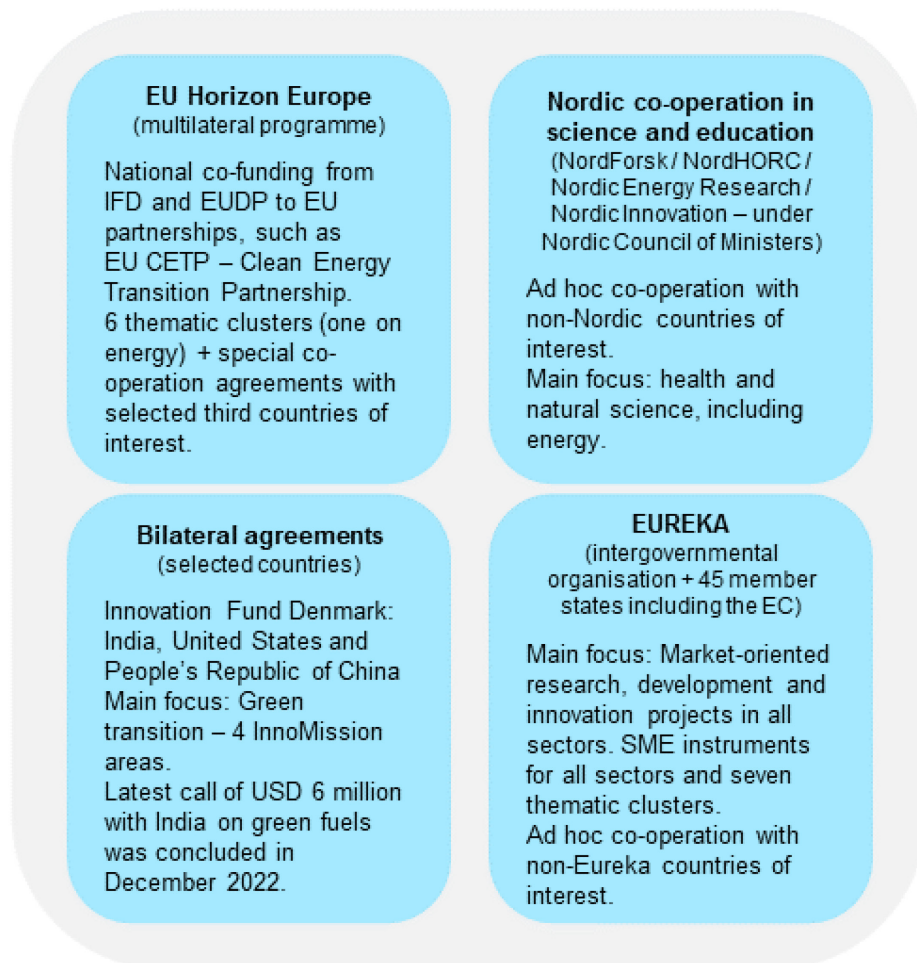 EU Horizon Europe
(multilateral programme)
National co-funding from
IFD and EUDP to EU
partnerships, such as
EU CETP – Clean Energy
Transition Partnership.
6 thematic clusters (one on
energy) + special co-
operation agreements with
selected third countries of
interest.
Nordic co-operation in
science and education
(NordForsk / NordHORC /
Nordic Energy Research /
Nordic Innovation – under
Nordic Council of Ministers)
Ad hoc co-operation with
non-Nordic countries of
interest.
Main focus: health and
natural science, including
energy.
Bilateral agreements
(selected countries)
Innovation Fund Denmark:
India, United States and
People's Republic of China
Main focus: Green
transition – 4 InnoMission
areas.
Latest call of USD 6 million
with India on green fuels
was concluded in
December 2022.
EUREKA
(intergovernmental
organisation + 45 member
states including the EC)
Main focus: Market-oriented
research, development and
innovation projects in all
sectors. SME instruments
for all sectors and seven
thematic clusters.
Ad hoc co-operation with
non-Eureka countries of
interest.